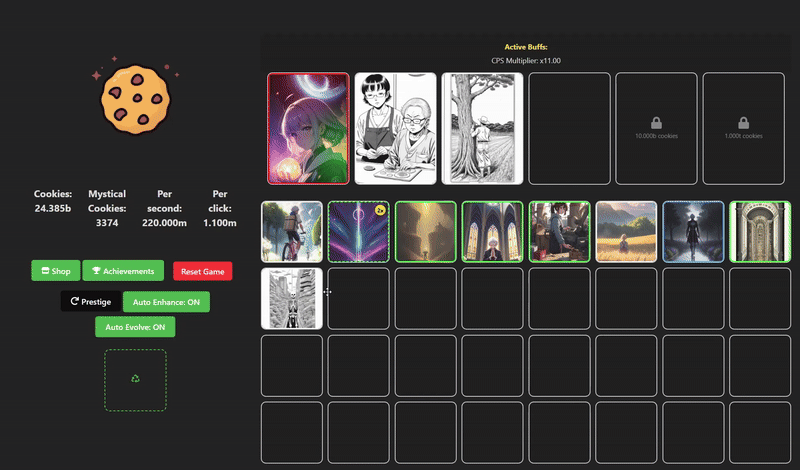 Active Buffs:
CPS Multiplier: x11.00
10.000b cookies
1.000t cookies
Cookies:
24.385b
Mystical
Cookies:
3374
Per
second:
220.000m
Per
click:
1.100m
2x
Shop
Achievements
Reset Game
Prestige
Auto Enhance: ON
Auto Evolve: ON